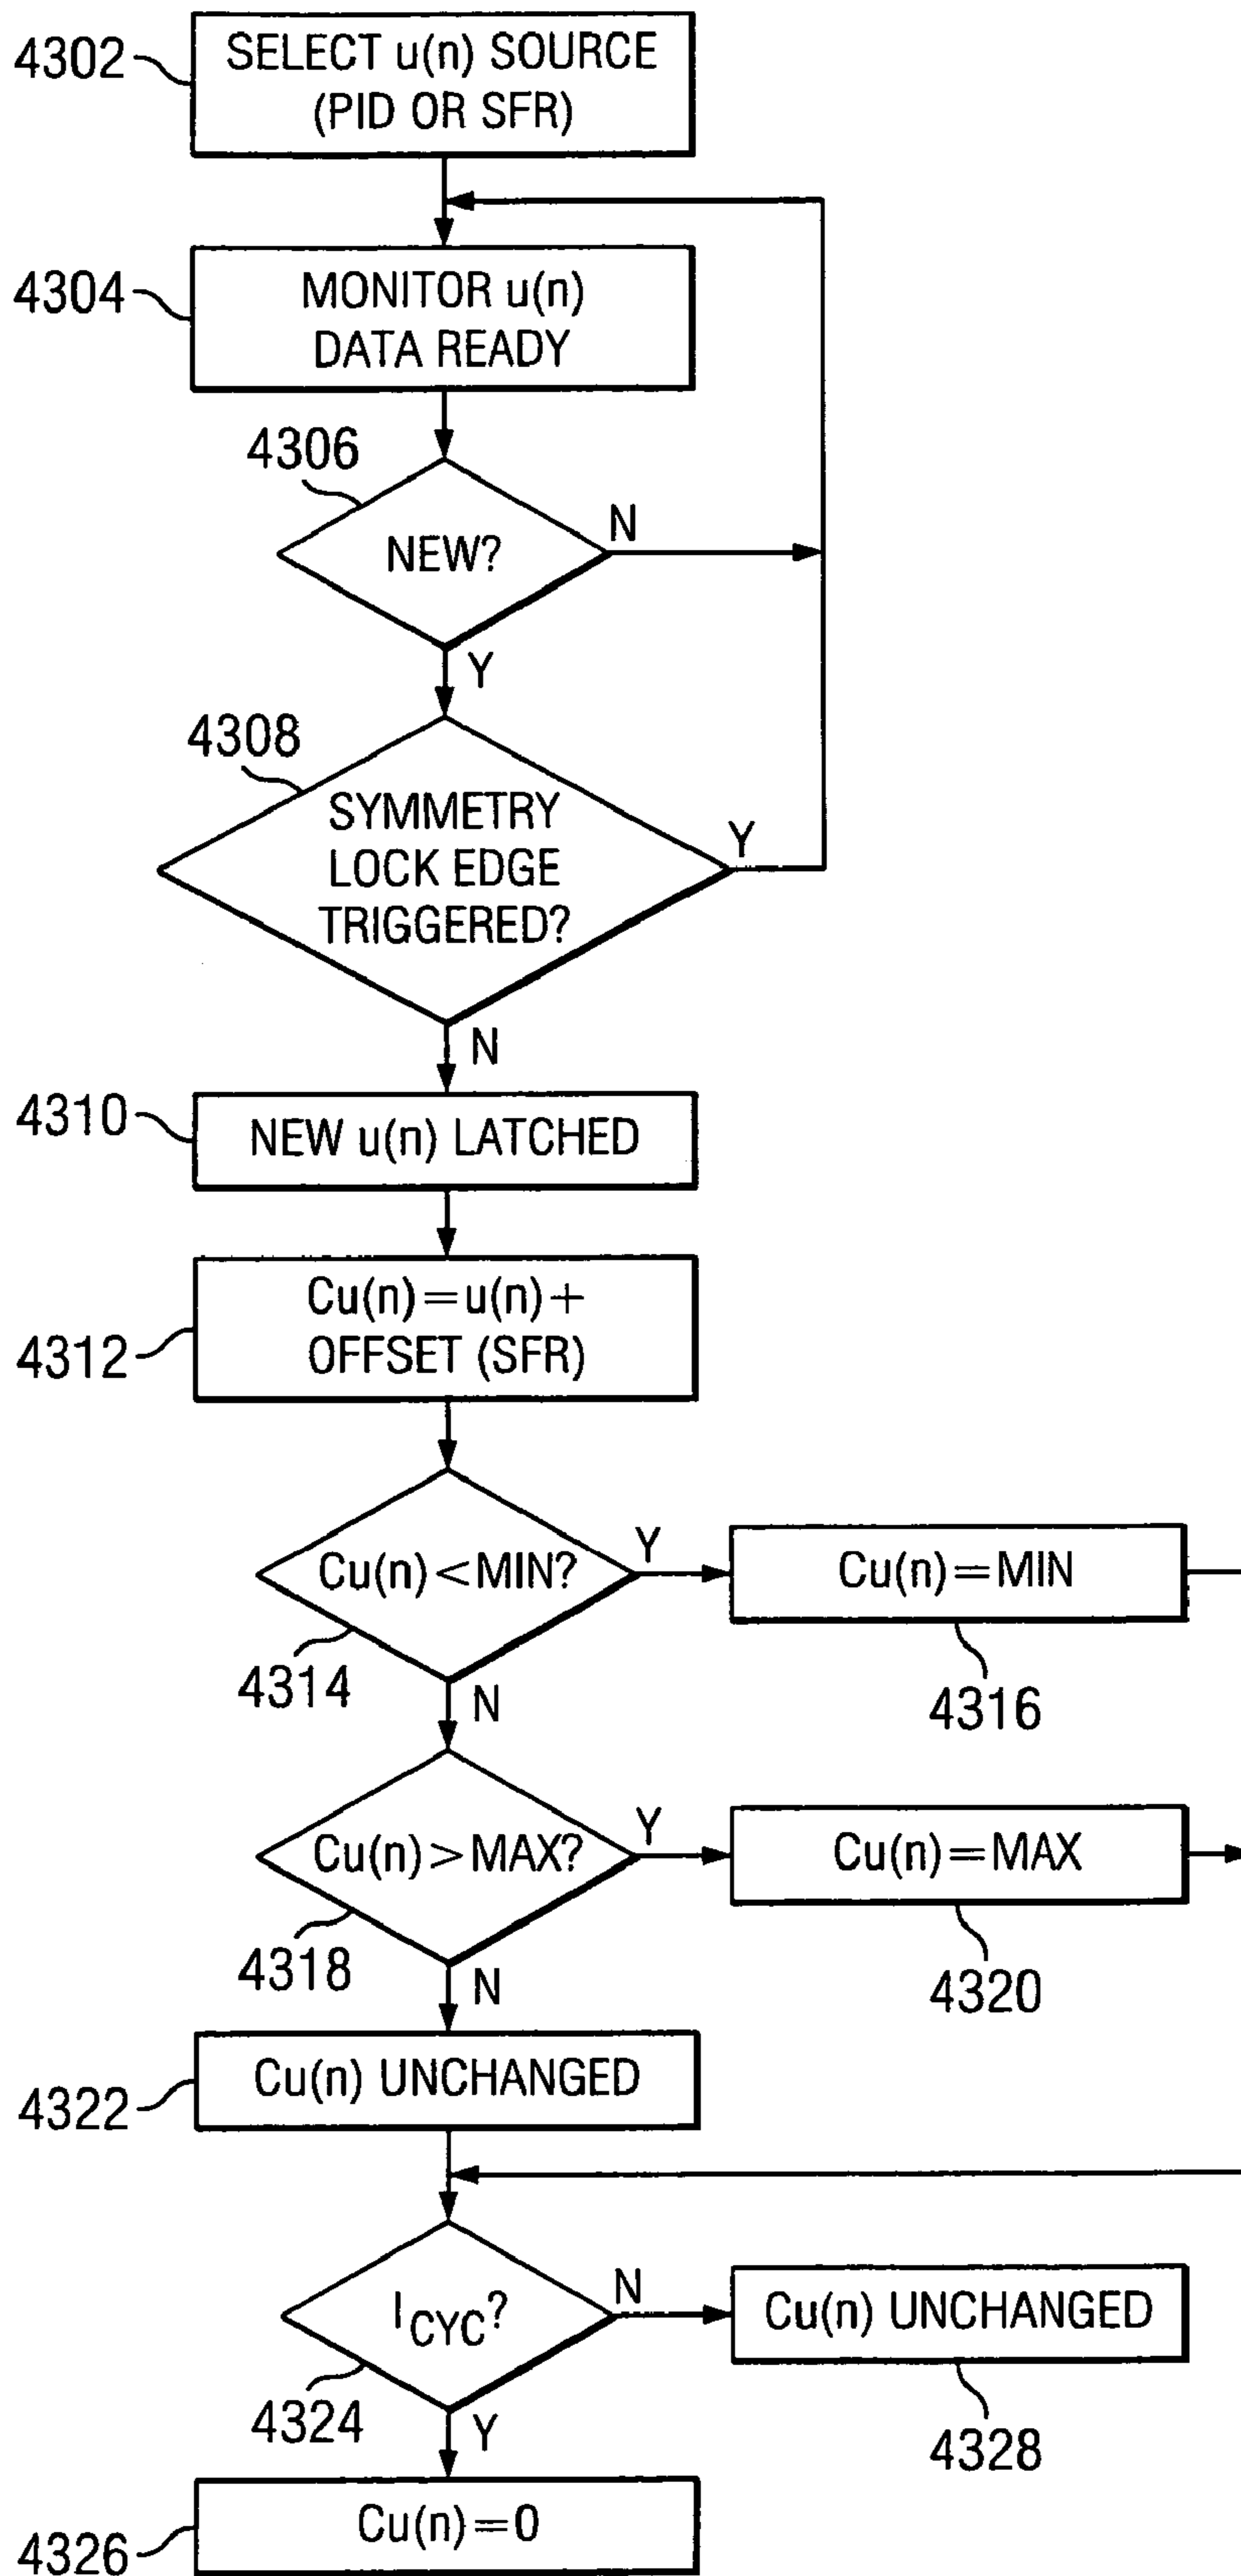 4302
SELECT u(n) SOURCE
(PID OR SFR)
4304
MONITOR u(n)
DATA READY
4306
NEW?
N
Y
4308
SYMMETRY
LOCK EDGE
TRIGGERED?
Y
N
4310
NEW u(n) LATCHED
4312
Cu(n)=u(n)+
OFFSET (SFR)
Cu(n)<MIN?
Y
Cu(n)=MIN
4314
N
4316
Cu(n)>MAX?
Y
Cu(n)=MAX
4318
N
4320
4322
Cu(n) UNCHANGED
ICYC?
N
Cu(n) UNCHANGED
4324
Y
4328
4326
Cu(n)=0